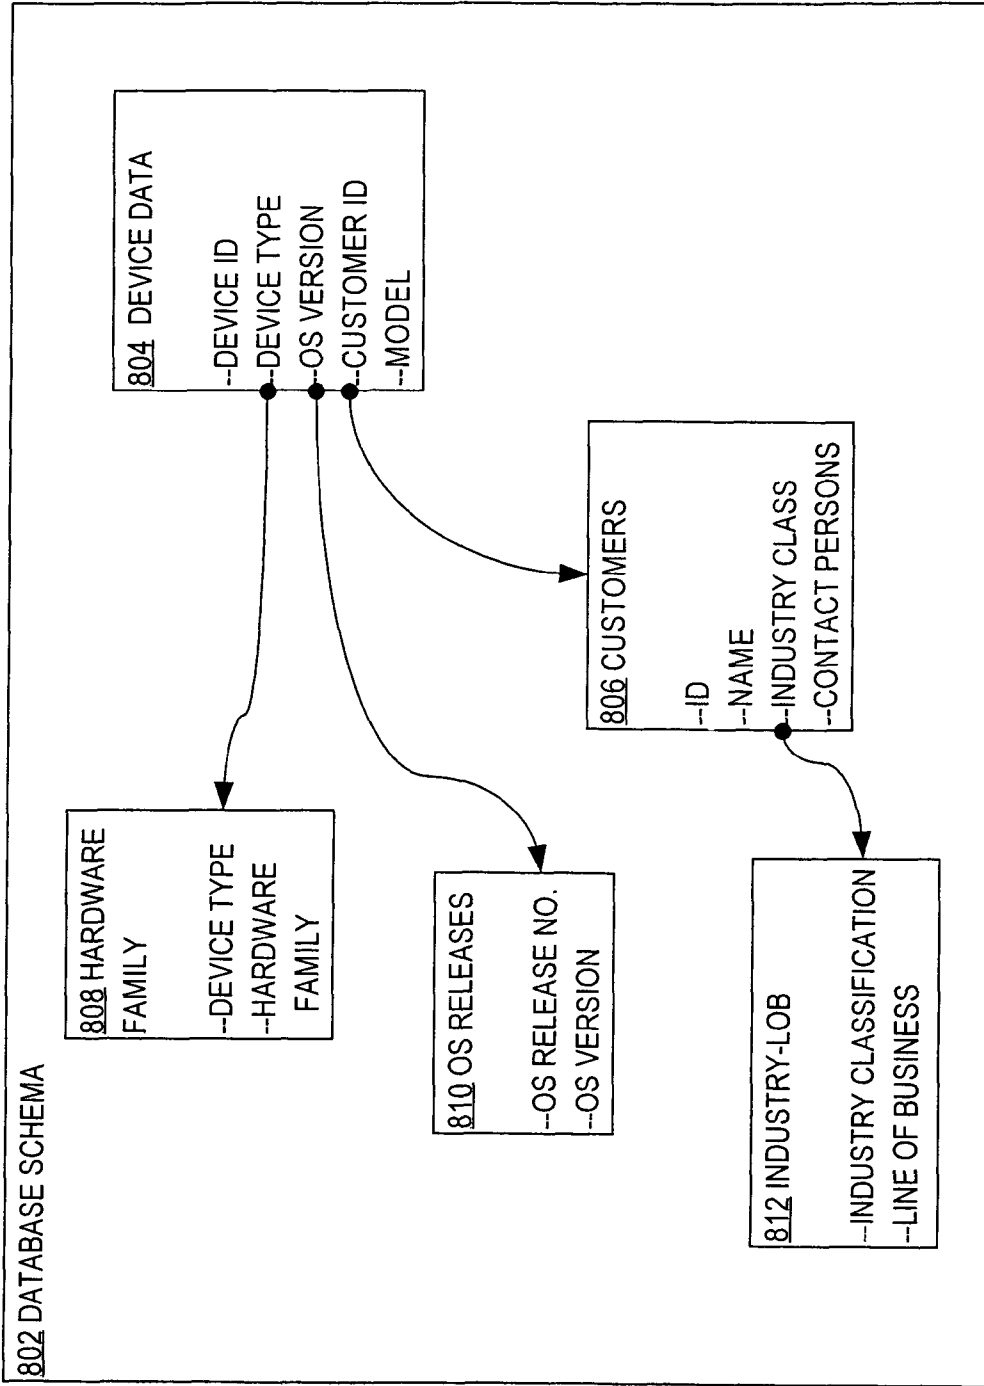 802 DATABASE SCHEMA
808 HARDWARE
FAMILY
--DEVICE TYPE
--HARDWARE
FAMILY
804 DEVICE DATA
--DEVICE ID
--DEVICE TYPE
--OS VERSION
--CUSTOMER ID
--MODEL
810 OS RELEASES
--OS RELEASE NO.
--OS VERSION
806 CUSTOMERS
--ID
--NAME
--INDUSTRY CLASS
--CONTACT PERSONS
812 INDUSTRY-LOB
--INDUSTRY CLASSIFICATION
--LINE OF BUSINESS